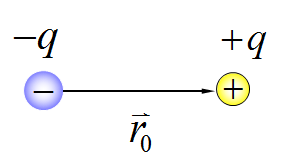 −q +q
− +
r⃗₀